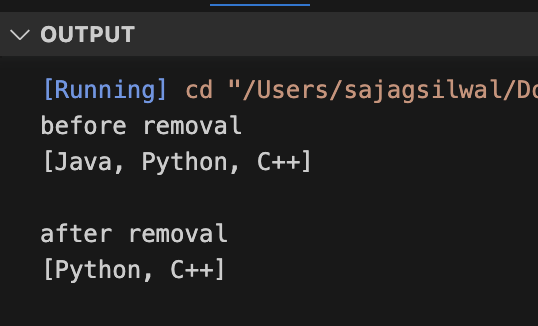 OUTPUT
[Running] cd "/Users/sajagsilwal/Do
before removal
[Java, Python, C++]
after removal
[Python, C++]